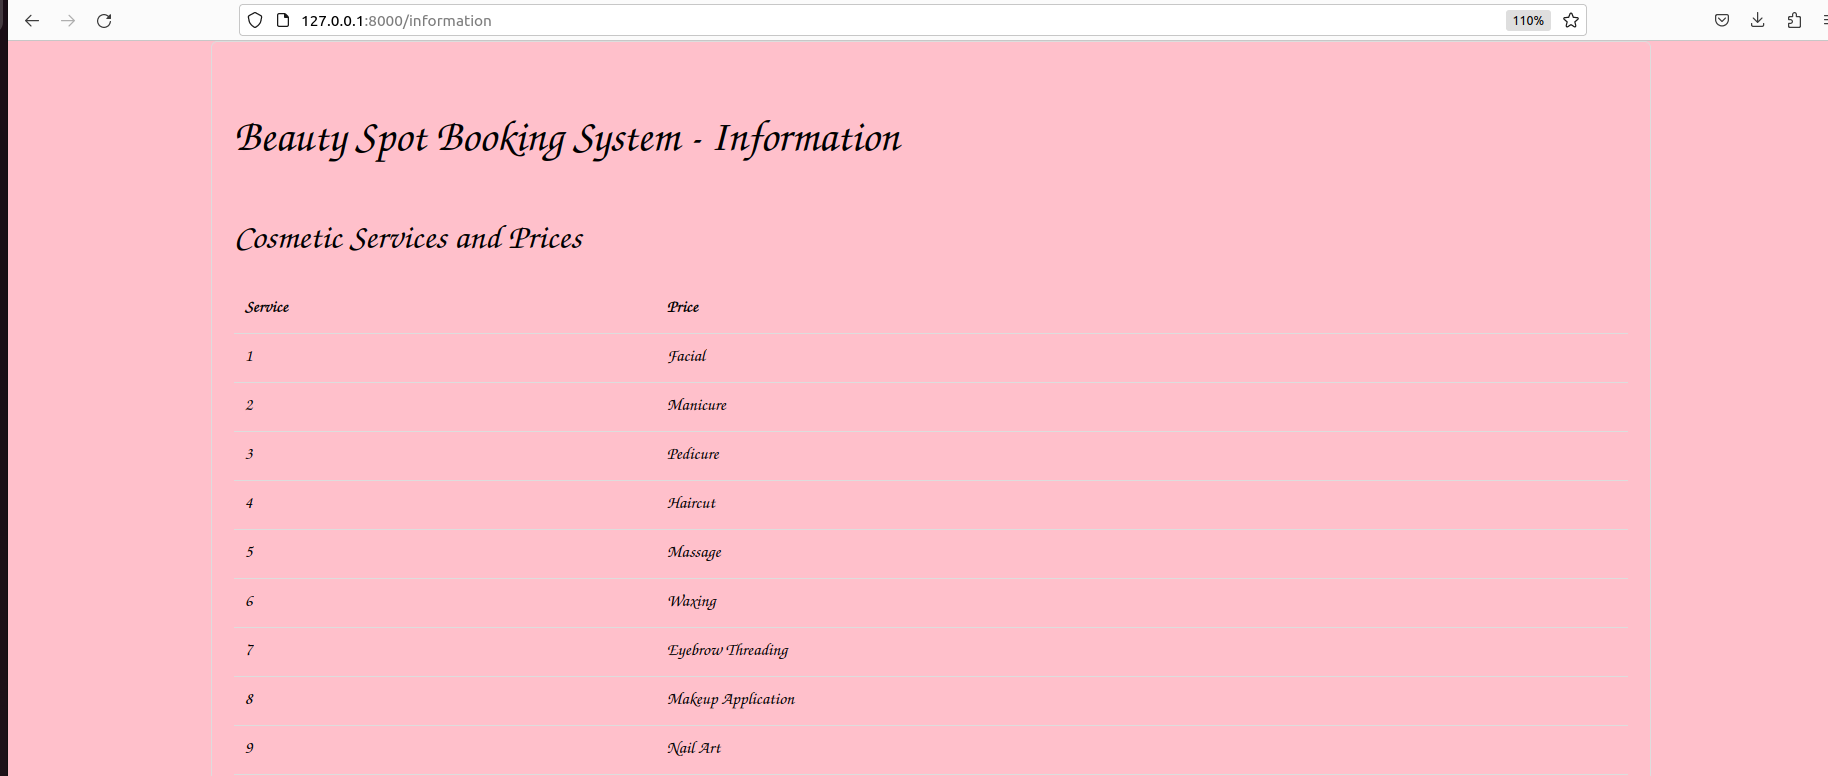 127.0.0.1:8000/information 110%
Beauty Spot Booking System - Information
Cosmetic Services and Prices
Service Price
1 Facial
2 Manicure
3 Pedicure
4 Haircut
5 Massage
6 Waxing
7 Eyebrow Threading
8 Makeup Application
9 Nail Art